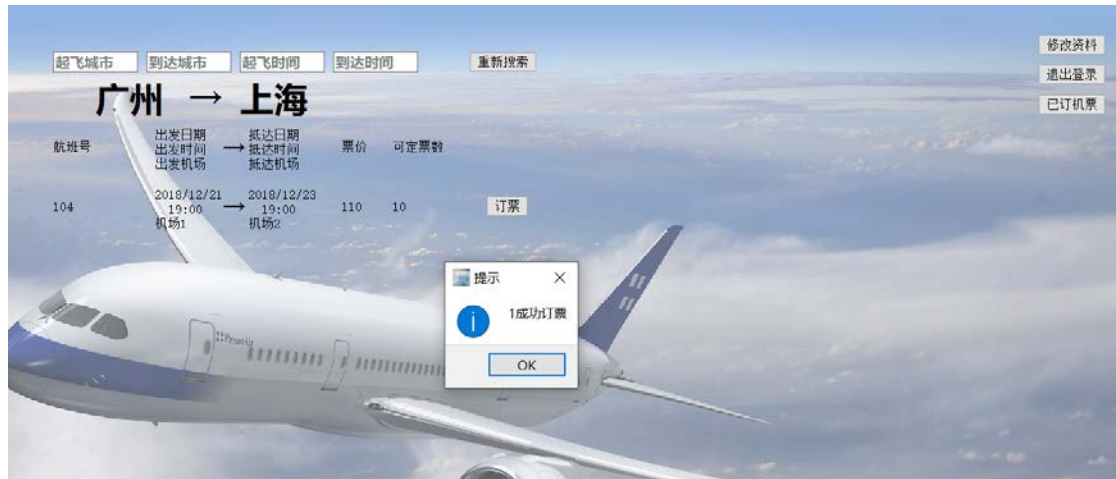 起飞城市 到达城市 起飞时间 到达时间 重新搜索
修改资料
退出登录
已订机票
广州 → 上海
航班号 出发日期 → 抵达日期 票价 可定票数
出发时间 抵达时间
出发机场 抵达机场
104 2018/12/21 → 2018/12/23 110 10 订票
19:00 19:00
机场1 机场2
提示
1成功订票
OK